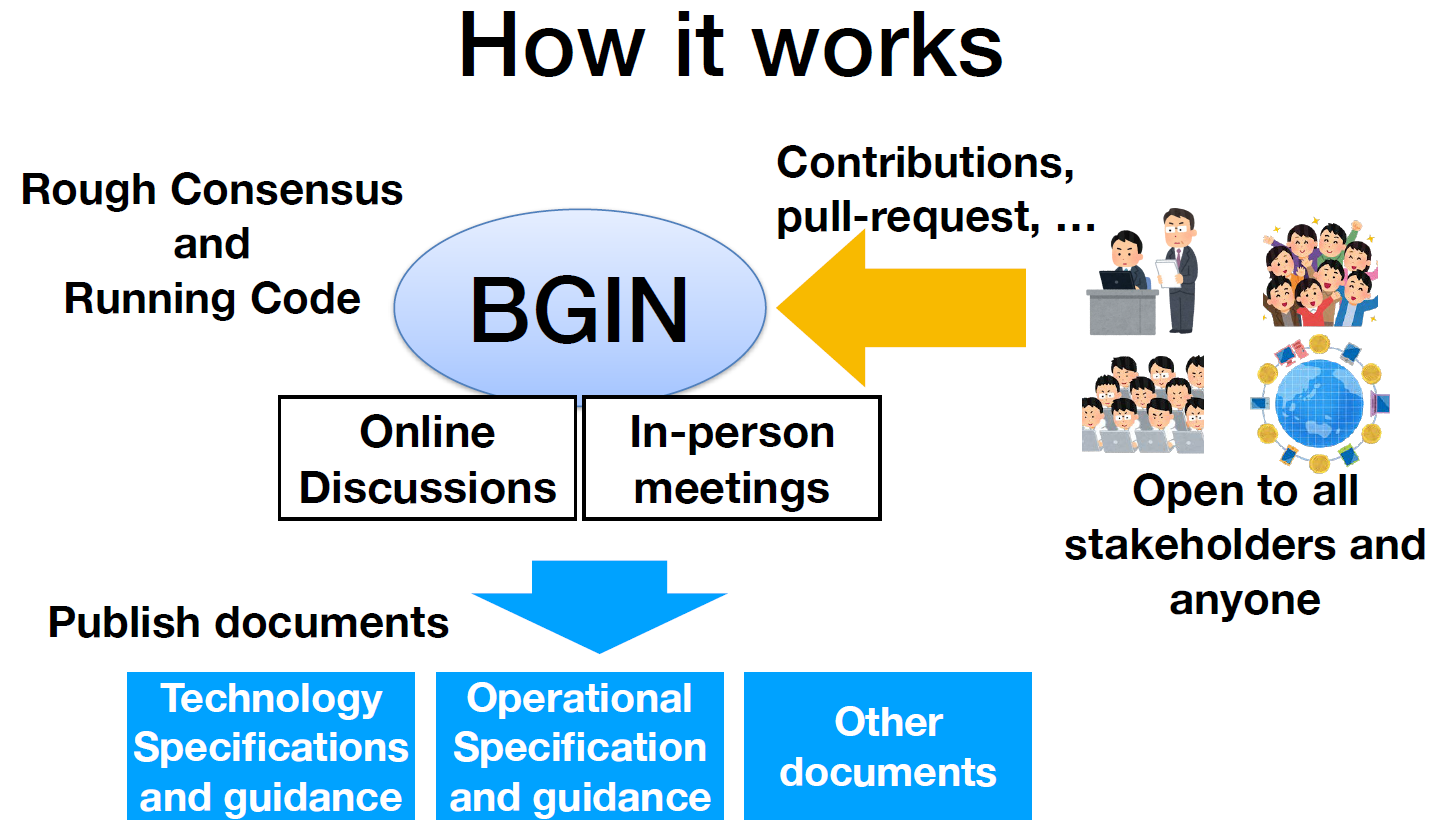 How it works
Rough Consensus
and
Running Code
BGIN
Contributions,
pull-request, ...
Online
Discussions
In-person
meetings
Open to all
stakeholders and
anyone
Publish documents
Technology
Specifications
and guidance
Operational
Specification
and guidance
Other
documents